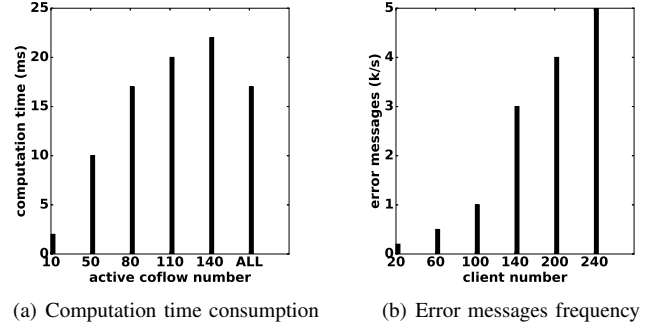 25
20
15
10
5
0
computation time (ms)
10 50 80 110 140 ALL
active coflow number
(a) Computation time consumption
5
4
3
2
1
0
error messages (k/s)
20 60 100 140 200 240
client number
(b) Error messages frequency